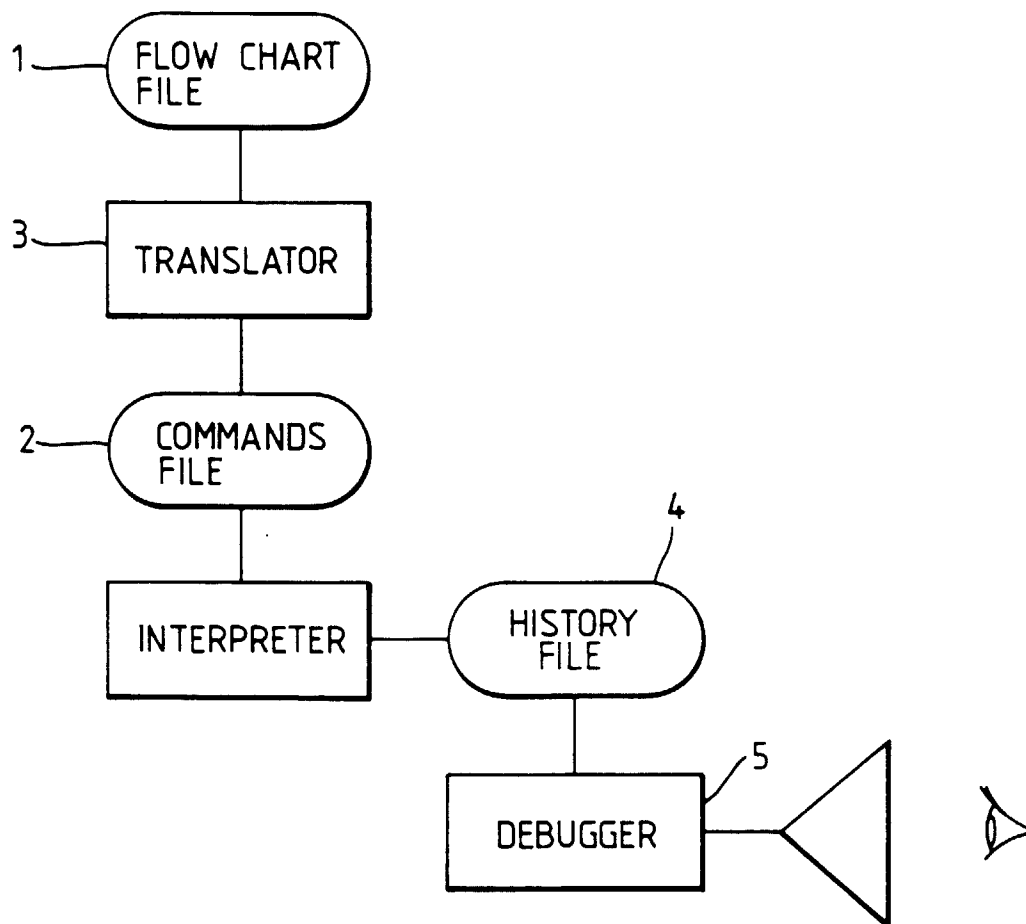 1
FLOW CHART
FILE
3
TRANSLATOR
2
COMMANDS
FILE
4
INTERPRETER
HISTORY
FILE
5
DEBUGGER